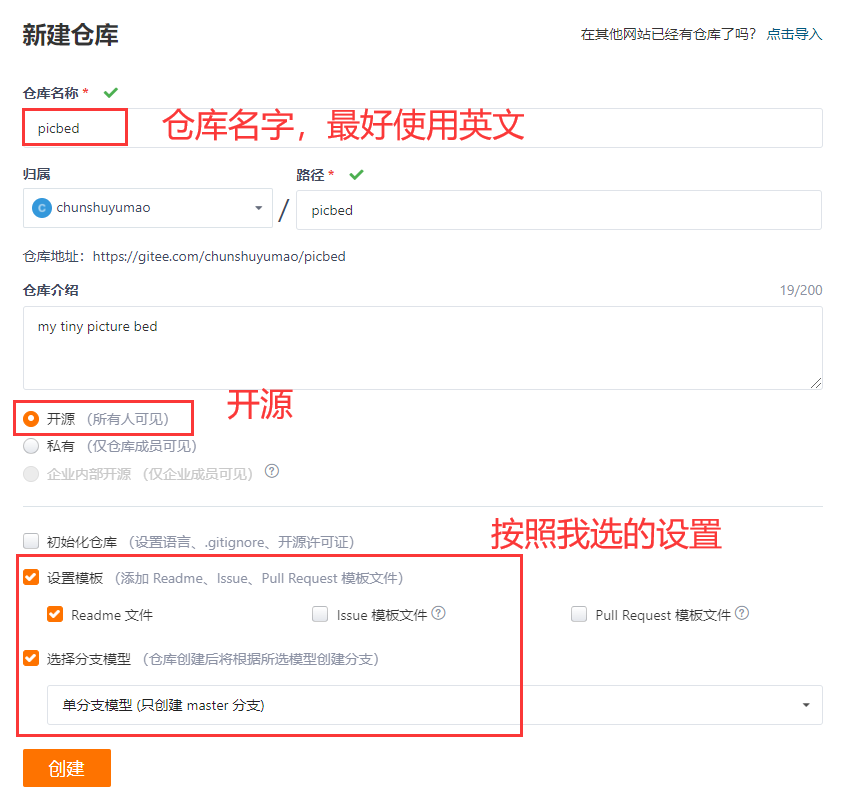 新建仓库
在其他网站已经有仓库了吗? 点击导入
仓库名称 *
picbed
仓库名字，最好使用英文
归属
路径 *
C chunshuyumao / picbed
仓库地址：https://gitee.com/chunshuyumao/picbed
仓库介绍
19/200
my tiny picture bed
开源 （所有人可见）
开源
私有 （仅仓库成员可见）
企业内部开源 （仅企业成员可见） ?
初始化仓库 （设置语言、.gitignore、开源许可证）
按照我选的设置
设置模板 （添加 Readme、Issue、Pull Request 模板文件）
Readme 文件
Issue 模板文件 ?
Pull Request 模板文件 ?
选择分支模型 （仓库创建后将根据所选模型创建分支）
单分支模型 (只创建 master 分支)
创建